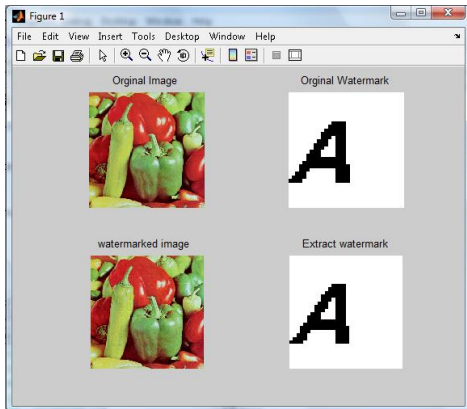 Figure 1
File Edit View Insert Tools Desktop Window Help
Orginal Image
Orginal Watermark
A
watermarked image
Extract watermark
A